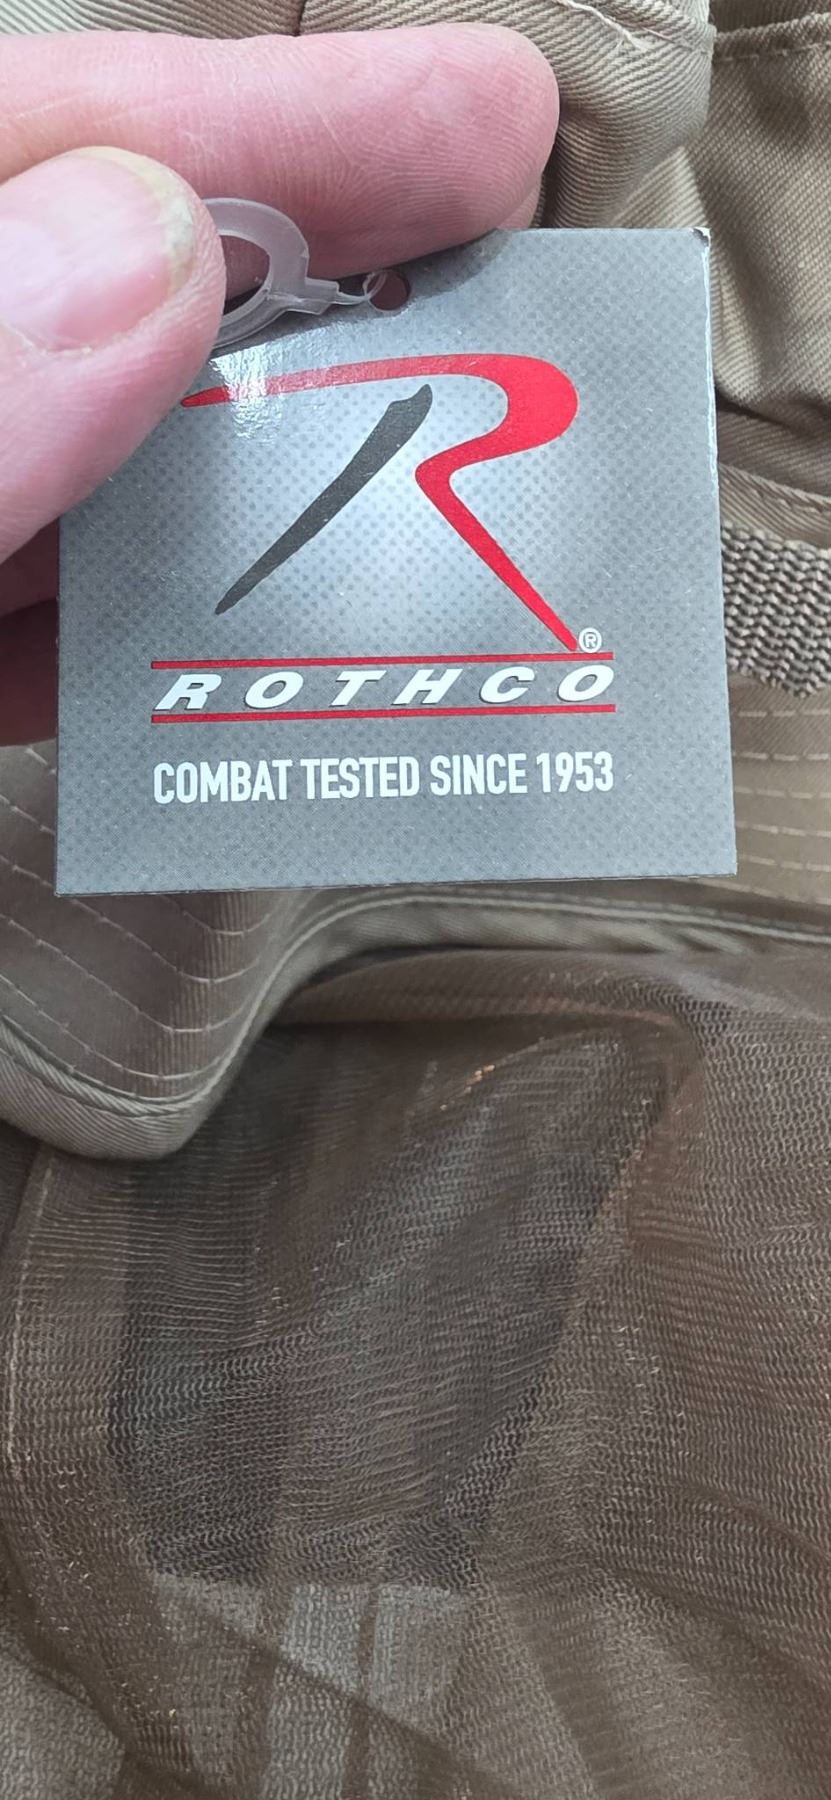 R®
ROTHCO
COMBAT TESTED SINCE 1953